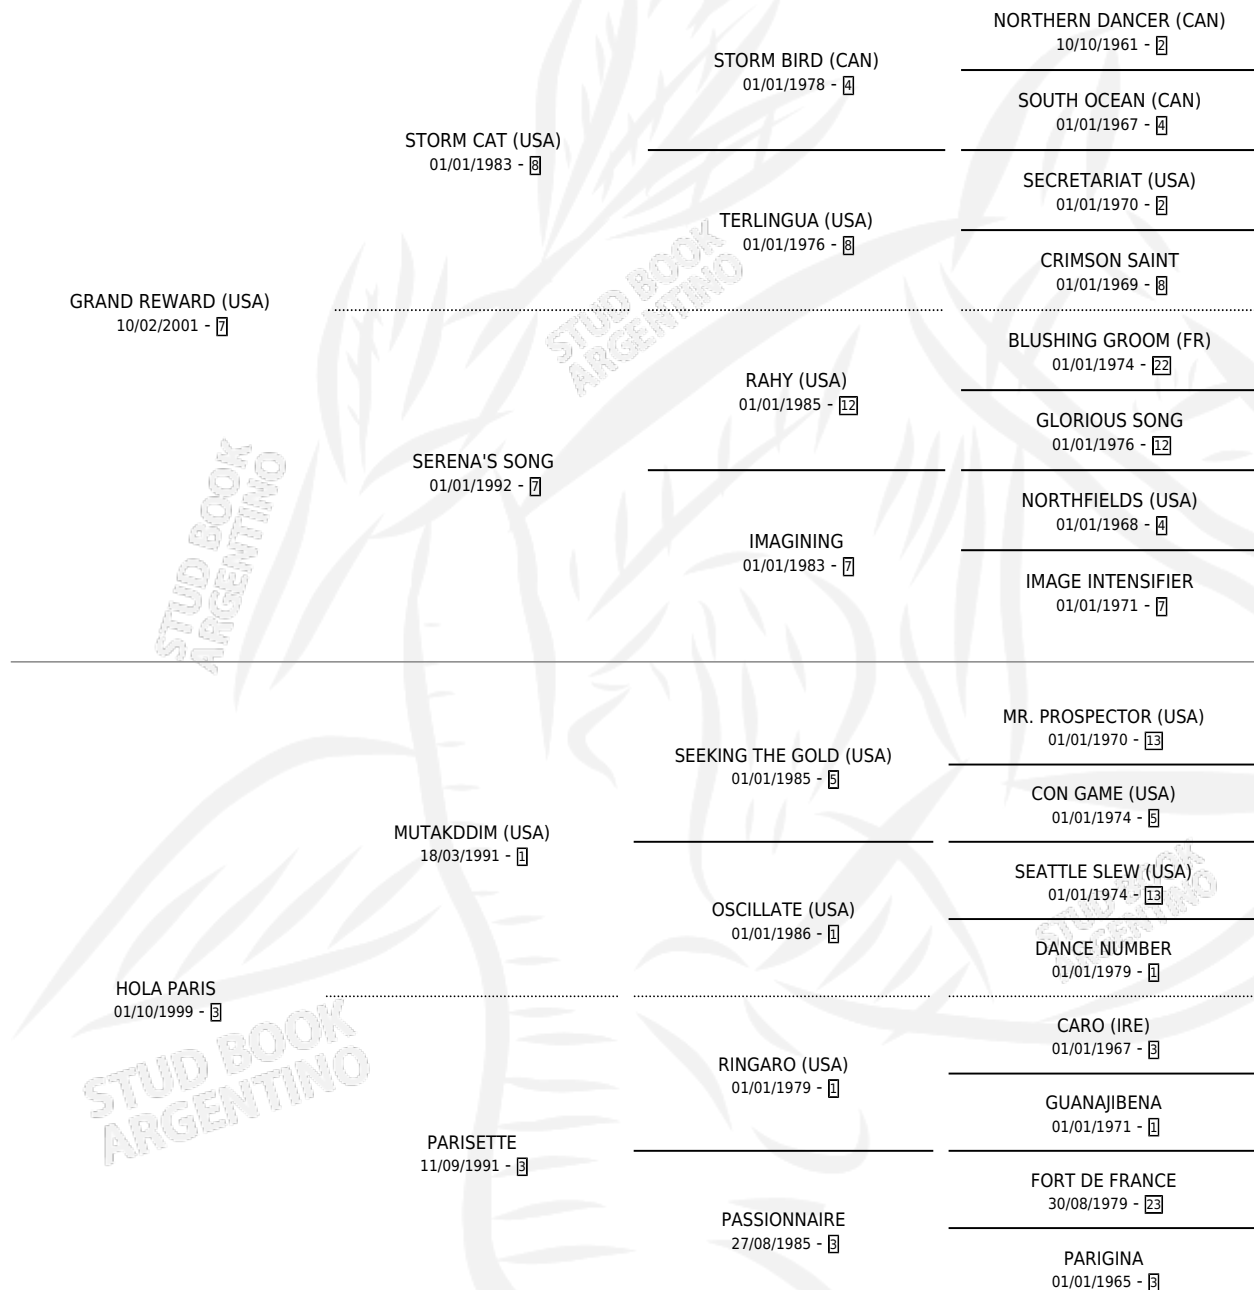 NORTHERN DANCER (CAN)
10/10/1961 - 2
STORM BIRD (CAN)
01/01/1978 - 4
SOUTH OCEAN (CAN)
01/01/1967 - 4
STORM CAT (USA)
01/01/1983 - 8
SECRETARIAT (USA)
01/01/1970 - 2
TERLINGUA (USA)
01/01/1976 - 8
CRIMSON SAINT
01/01/1969 - 8
GRAND REWARD (USA)
10/02/2001 - 7
STUD BOOK
ARGENTINO
BLUSHING GROOM (FR)
01/01/1974 - 22
RAHY (USA)
01/01/1985 - 12
GLORIOUS SONG
01/01/1976 - 12
SERENA'S SONG
01/01/1992 - 7
NORTHFIELDS (USA)
01/01/1968 - 4
IMAGINING
01/01/1983 - 7
IMAGE INTENSIFIER
01/01/1971 - 7
STUD BOOK
ARGENTINO
MR. PROSPECTOR (USA)
01/01/1970 - 13
SEEKING THE GOLD (USA)
01/01/1985 - 5
CON GAME (USA)
01/01/1974 - 5
MUTAKDDIM (USA)
18/03/1991 - 1
SEATTLE SLEW (USA)
01/01/1974 - 13
OSCILLATE (USA)
01/01/1986 - 1
STUD BOOK
ARGENTINO
DANCE NUMBER
01/01/1979 - 1
HOLA PARIS
01/10/1999 - 3
STUD BOOK
ARGENTINO
CARO (IRE)
01/01/1967 - 3
RINGARO (USA)
01/01/1979 - 1
GUANAJIBENA
01/01/1971 - 1
PARISETTE
11/09/1991 - 3
FORT DE FRANCE
30/08/1979 - 23
PASSIONNAIRE
27/08/1985 - 3
PARIGINA
01/01/1965 - 3